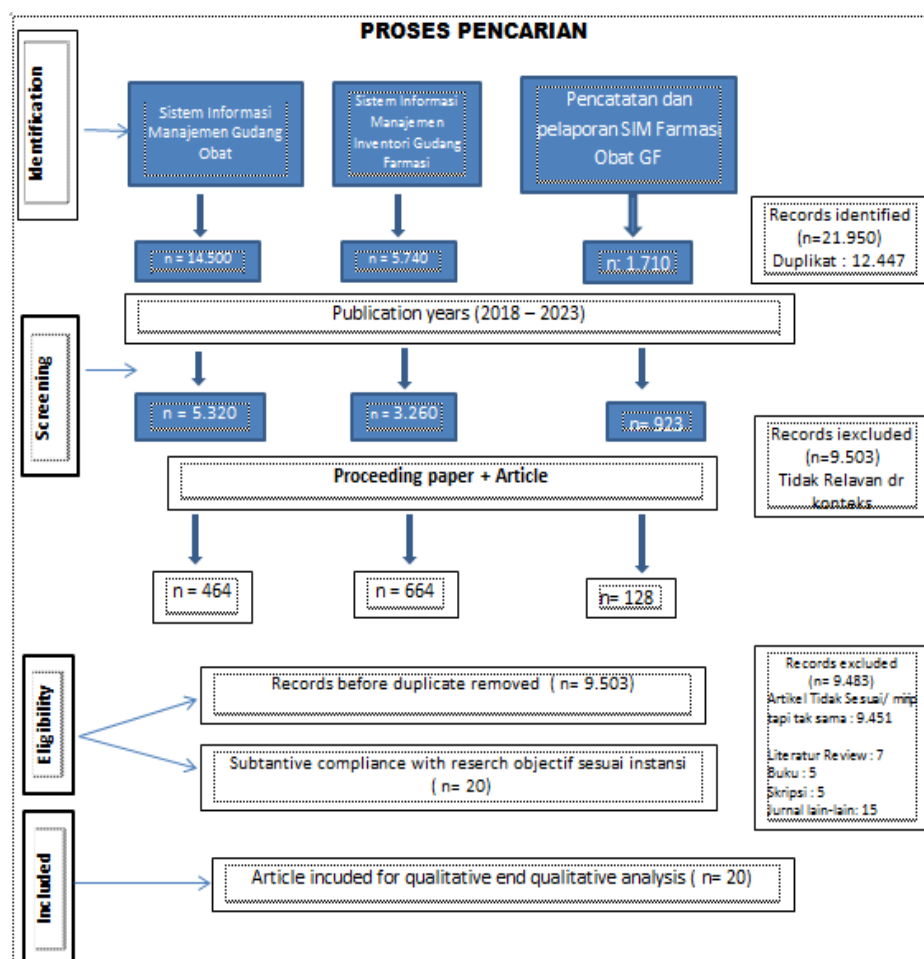 PROSES PENCARIAN
Identification
Sistem Informasi
Manajemen Gudang
Obat
Sistem Informasi
Manajemen
Inventori Gudang
Farmasi
Pencatatan dan
pelaporan SIM Farmasi
Obat GF
n = 14.500
n = 5.740
n: 1.710
Records identified
(n=21.950)
Duplikat : 12.447
Publication years (2018 – 2023)
Screening
n = 5.320
n = 3.260
n= 923
Records iexcluded
(n=9.503)
Tidak Relavan dr
konteks
Proceeding paper + Article
n = 464
n = 664
n= 128
Eligibility
Records before duplicate removed ( n= 9.503)
Subtantive compliance with reserch objectif sesuai instansi
( n= 20)
Records excluded
(n= 9.483)
Artikel Tidak Sesuai/ mirip
tapi tak sama : 9.451
Literatur Review : 7
Buku : 5
Skripsi : 5
Jurnal lain-lain: 15
Included
Article incuded for qualitative end qualitative analysis ( n= 20)